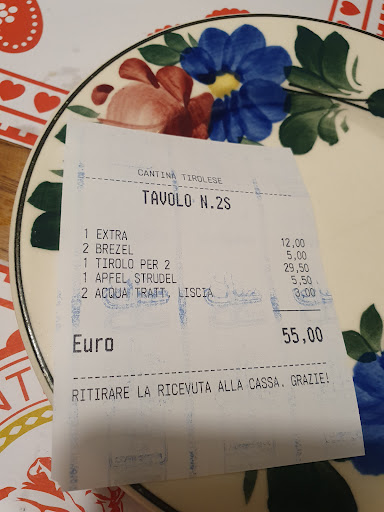 CANTINA TIROLESE
TAVOLO N.2S
1 EXTRA 12,00
2 BREZEL 5,00
1 TIROLO PER 2 29,50
1 APFEL STRUDEL 5,50
2 ACQUA TRATT. LISCIA 3,00
Euro 55,00
RITIRARE LA RICEVUTA ALLA CASSA. GRAZIE!